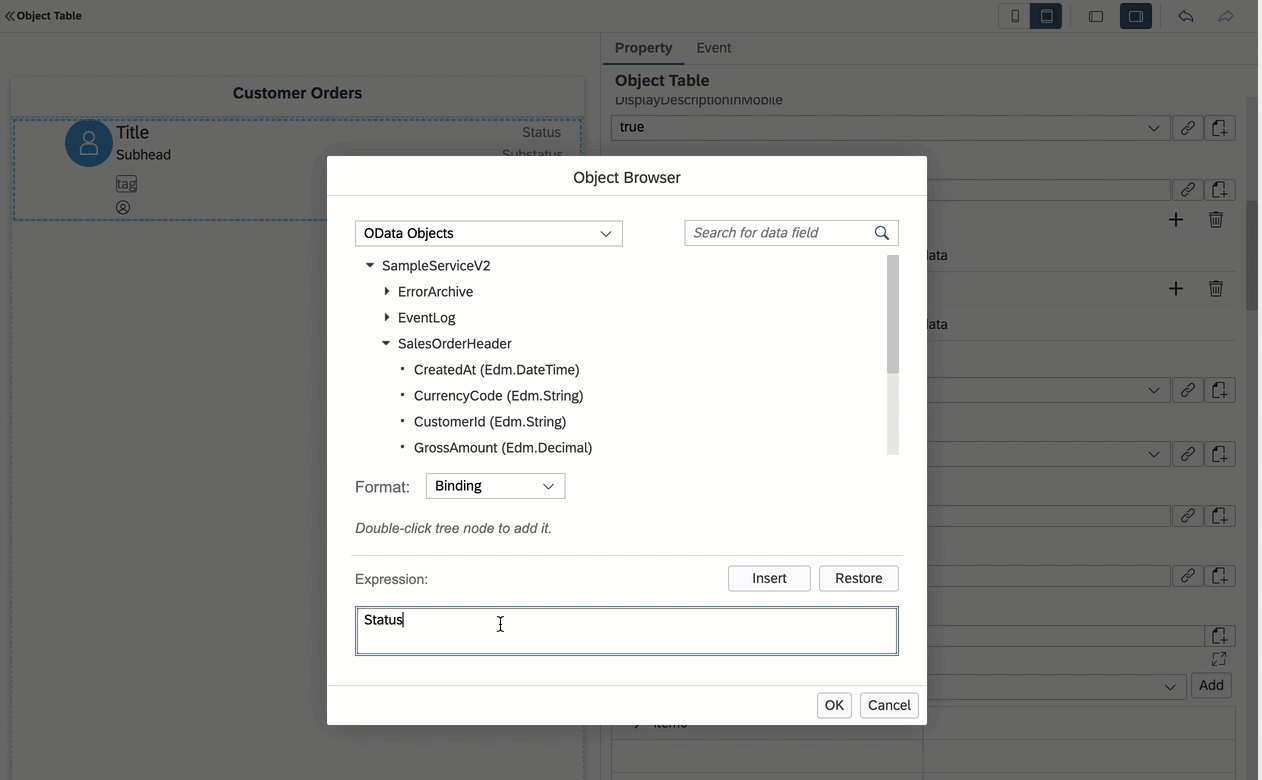 Object Table
Property Event
Object Table
DisplayDescriptionInMobile
true
Customer Orders
Title
Status
Subhead
Substatus
tag
Object Browser
OData Objects
Search for data field
SampleServiceV2
ErrorArchive
EventLog
SalesOrderHeader
CreatedAt (Edm.DateTime)
CurrencyCode (Edm.String)
CustomerId (Edm.String)
GrossAmount (Edm.Decimal)
Format: Binding
Double-click tree node to add it.
Expression:
Insert Restore
Status
OK Cancel
data
data
Add
Items